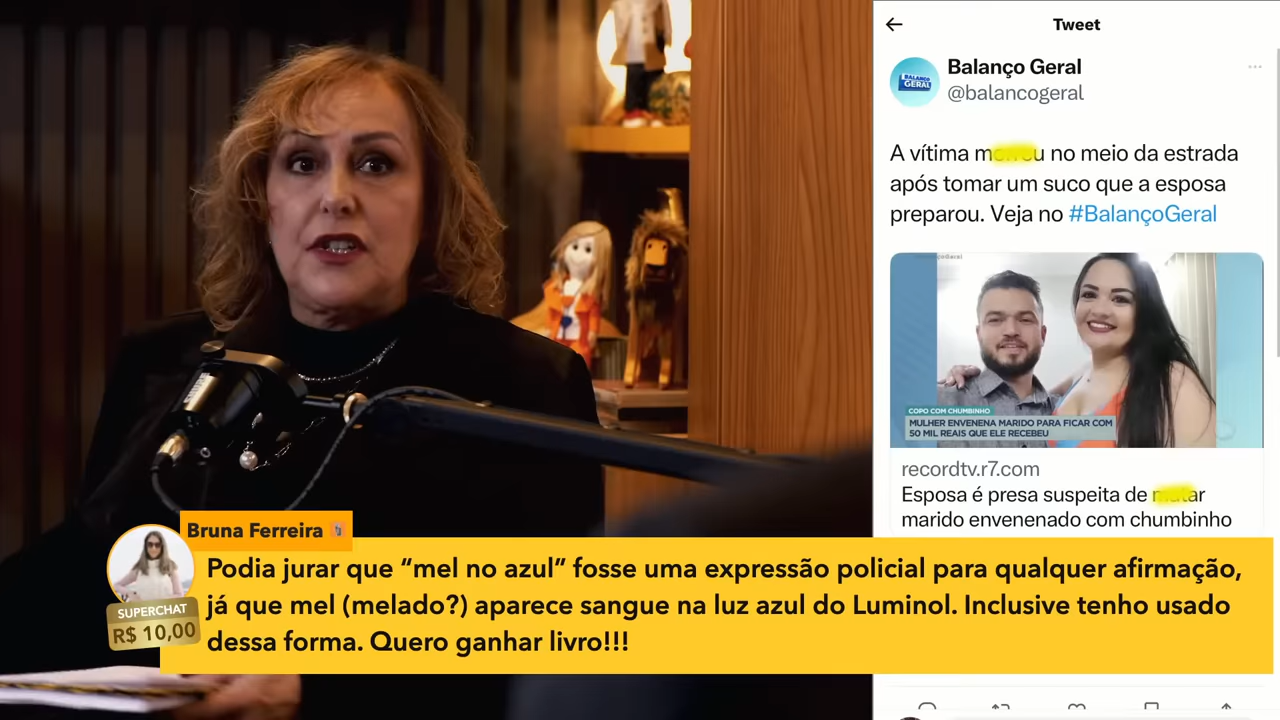 Tweet
Balanço Geral
@balancogeral
BALANÇO
GERAL
A vítima morreu no meio da estrada
após tomar um suco que a esposa
preparou. Veja no #BalançoGeral
COPO COM CHUMBINHO
MULHER ENVENENA MARIDO PARA FICAR COM
50 MIL REAIS QUE ELE RECEBEU
recordtv.r7.com
Esposa é presa suspeita de matar
marido envenenado com chumbinho
Bruna Ferreira
SUPERCHAT
R$ 10,00
Podia jurar que “mel no azul” fosse uma expressão policial para qualquer afirmação,
já que mel (melado?) aparece sangue na luz azul do Luminol. Inclusive tenho usado
dessa forma. Quero ganhar livro!!!